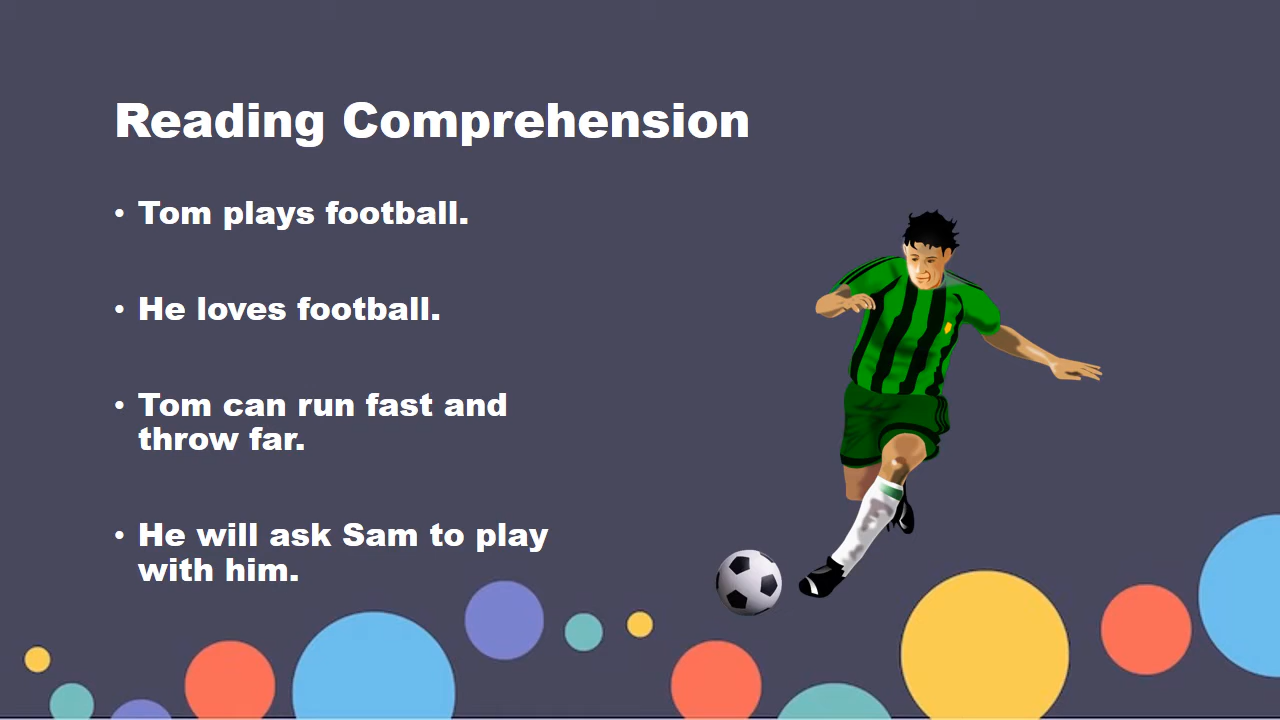 Reading Comprehension
• Tom plays football.
• He loves football.
• Tom can run fast and
throw far.
• He will ask Sam to play
with him.